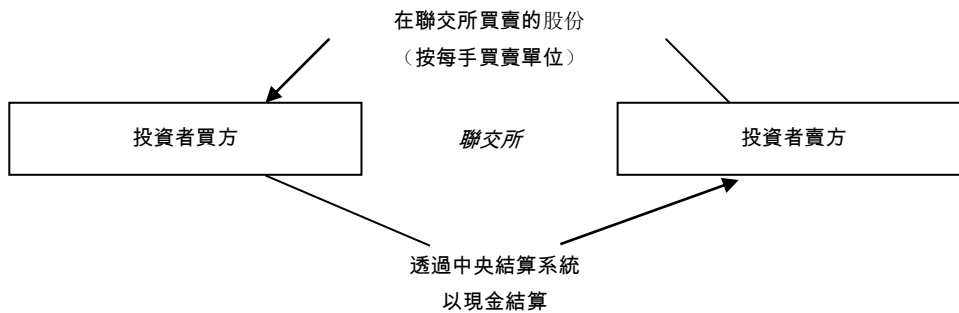 在聯交所買賣的股份
（按每手買賣單位）
投資者買方
聯交所
投資者賣方
透過中央結算系統
以現金結算